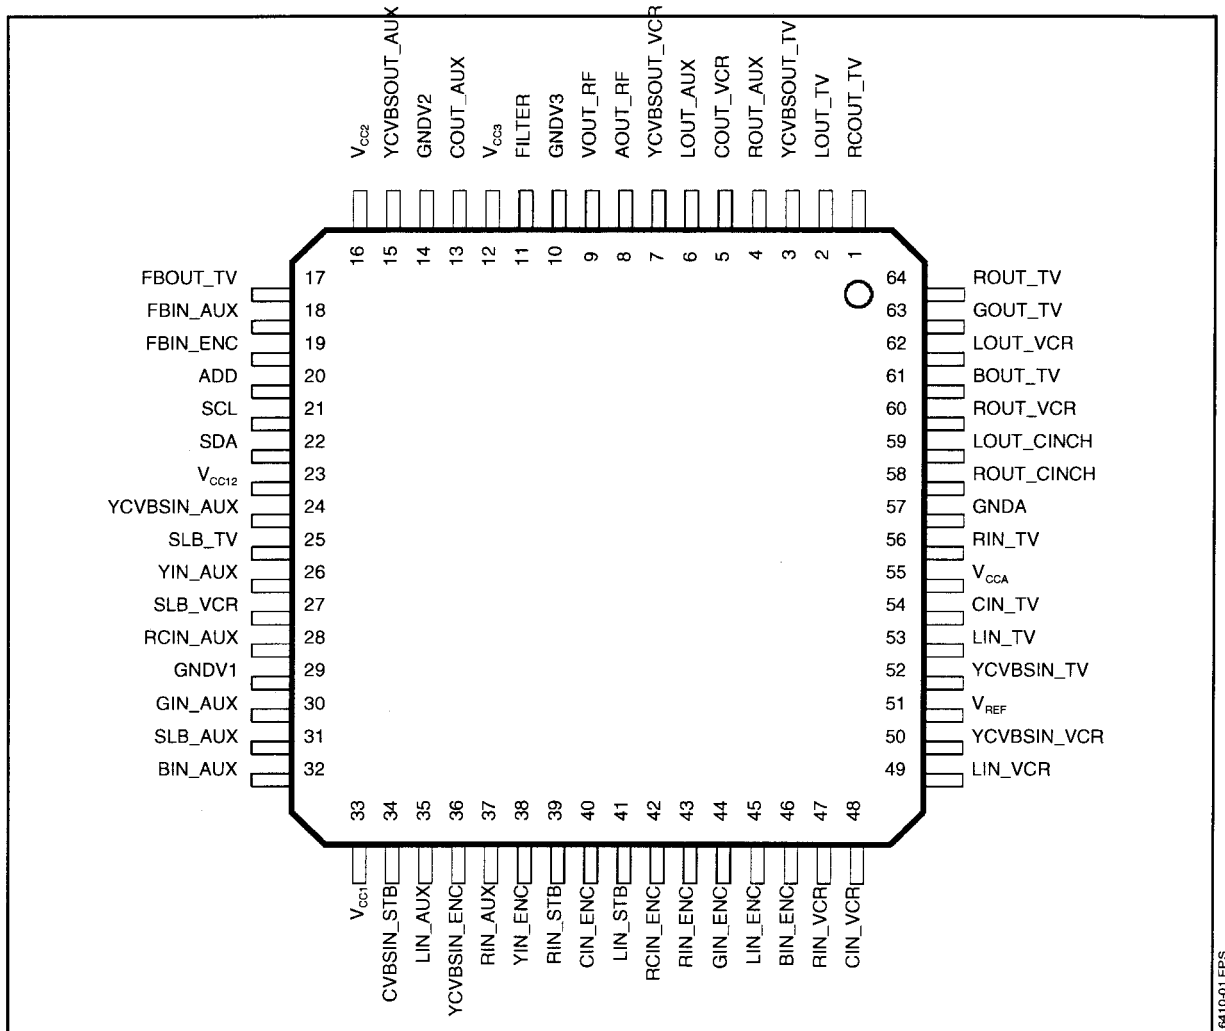 VCC2
YCVBSOUT_AUX
GNDV2
COUT_AUX
VCC3
FILTER
GNDV3
VOUT_RF
AOUT_RF
YCVBSOUT_VCR
LOUT_AUX
COUT_VCR
ROUT_AUX
YCVBSOUT_TV
LOUT_TV
RCOUT_TV
16 15 14 13 12 11 10 9 8 7 6 5 4 3 2 1
FBOUT_TV 17 64 ROUT_TV
FBIN_AUX 18 63 GOUT_TV
FBIN_ENC 19 62 LOUT_VCR
ADD 20 61 BOUT_TV
SCL 21 60 ROUT_VCR
SDA 22 59 LOUT_CINCH
VCC12 23 58 ROUT_CINCH
YCVBSIN_AUX 24 57 GNDA
SLB_TV 25 56 RIN_TV
YIN_AUX 26 55 VCCA
SLB_VCR 27 54 CIN_TV
RCIN_AUX 28 53 LIN_TV
GNDV1 29 52 YCVBSIN_TV
GIN_AUX 30 51 VREF
SLB_AUX 31 50 YCVBSIN_VCR
BIN_AUX 32 49 LIN_VCR
33 34 35 36 37 38 39 40 41 42 43 44 45 46 47 48
VCC1
CVBSIN_STB
LIN_AUX
YCVBSIN_ENC
RIN_AUX
YIN_ENC
RIN_STB
CIN_ENC
LIN_STB
RCIN_ENC
RIN_ENC
GIN_ENC
LIN_ENC
BIN_ENC
RIN_VCR
CIN_VCR
6410-01.EPS